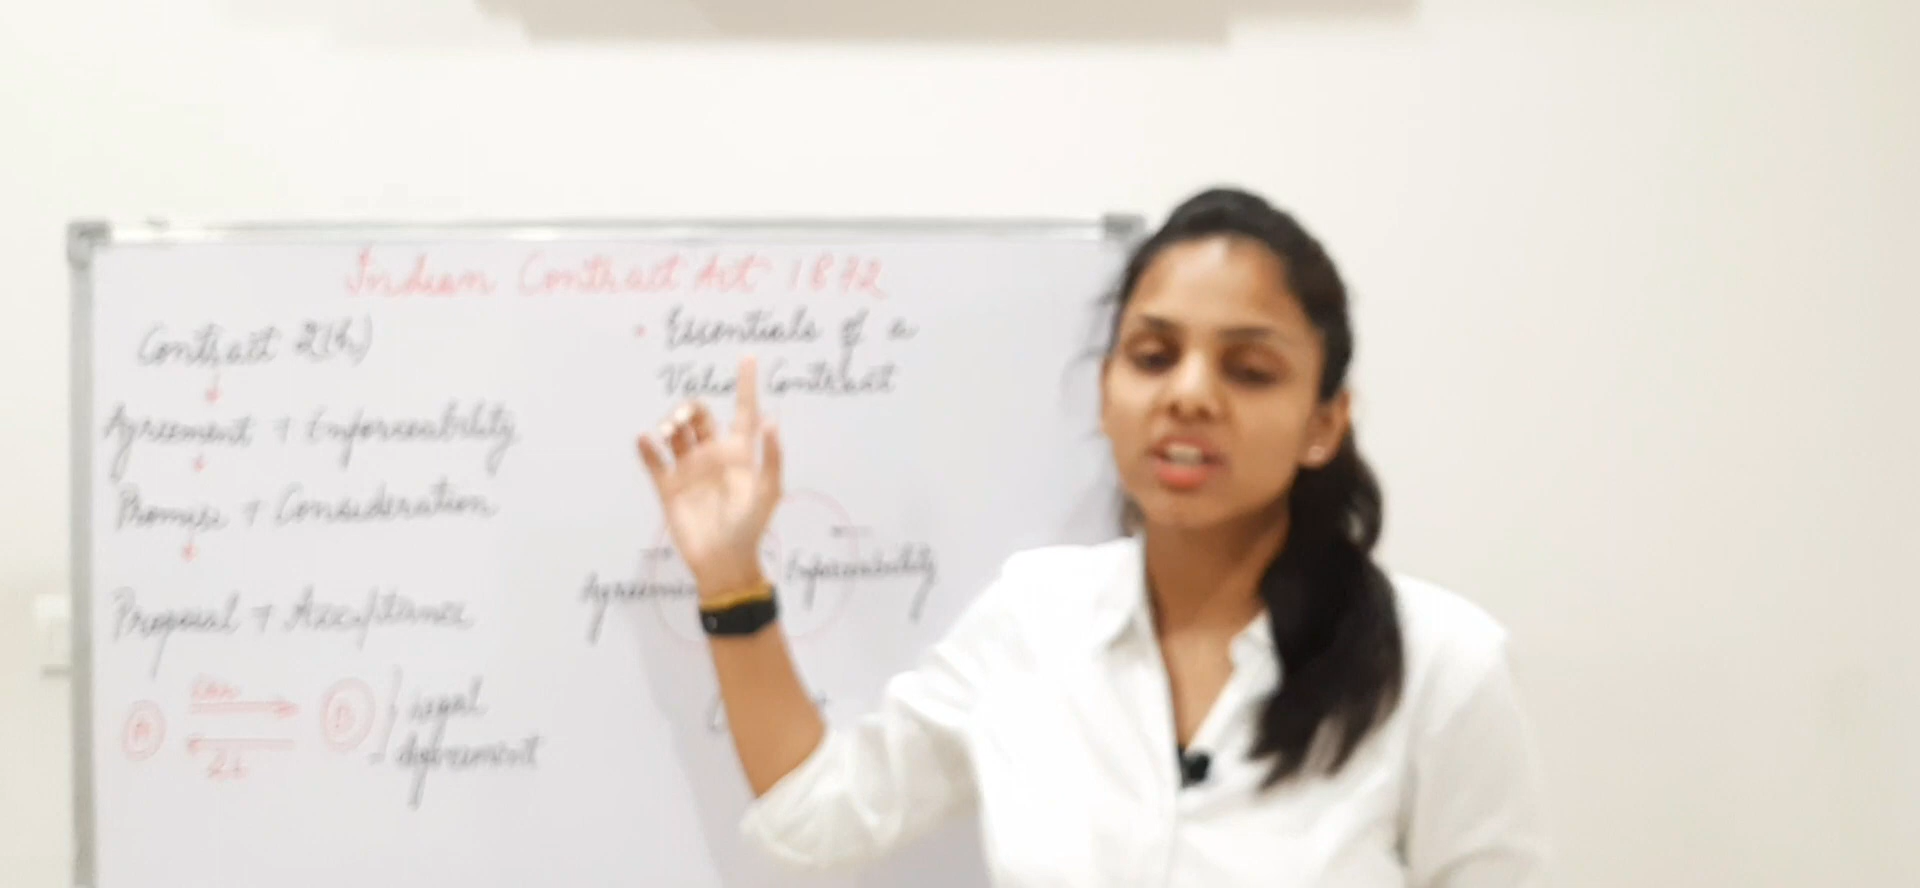 Indian Contract Act 1872
Contract 2(h)
Agreement + Enforceability
Promise + Consideration
Proposal + Acceptance
A
B
2L
Legal
Agreement
• Essentials of a
Valid Contract
Enforceability